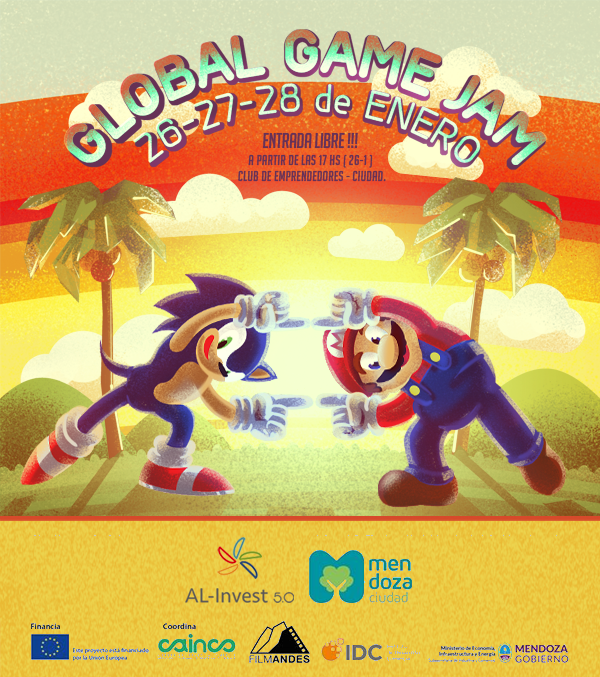 GLOBAL GAME JAM
26-27-28 de ENERO
ENTRADA LIBRE !!!
A PARTIR DE LAS 17 HS ( 26-1 )
CLUB DE EMPRENDEDORES - CIUDAD.
AL-Invest 5.0
men
doza
ciudad
Financia
Este proyecto está financiado
por la Unión Europea
Coordina
cainco
FILMANDES
IDC
Ministerio de Economía,
Infraestructura y Energía
MENDOZA
GOBIERNO